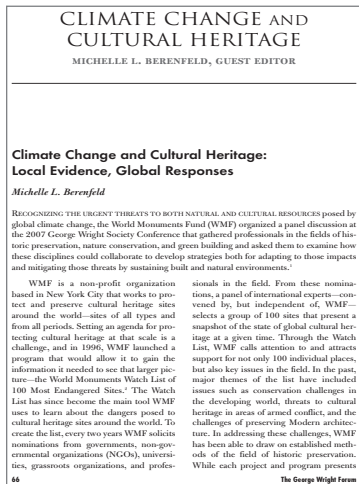 CLIMATE CHANGE AND
CULTURAL HERITAGE
MICHELLE L. BERENFELD, GUEST EDITOR
Climate Change and Cultural Heritage:
Local Evidence, Global Responses
Michelle L. Berenfeld
RECOGNIZING THE URGENT THREATS TO BOTH NATURAL AND CULTURAL RESOURCES posed by
global climate change, the World Monuments Fund (WMF) organized a panel discussion at
the 2007 George Wright Society Conference that gathered professionals in the fields of his-
toric preservation, nature conservation, and green building and asked them to examine how
these disciplines could collaborate to develop strategies both for adapting to those impacts
and mitigating those threats by sustaining built and natural environments.¹
WMF is a non-profit organization
based in New York City that works to pro-
tect and preserve cultural heritage sites
around the world—sites of all types and
from all periods. Setting an agenda for pro-
tecting cultural heritage at that scale is a
challenge, and in 1996, WMF launched a
program that would allow it to gain the
information it needed to see that larger pic-
ture—the World Monuments Watch List of
100 Most Endangered Sites.² The Watch
List has since become the main tool WMF
uses to learn about the dangers posed to
cultural heritage sites around the world. To
create the list, every two years WMF solicits
nominations from governments, non-gov-
ernmental organizations (NGOs), universi-
ties, grassroots organizations, and profes-
sionals in the field. From these nomina-
tions, a panel of international experts—con-
vened by, but independent of, WMF—
selects a group of 100 sites that present a
snapshot of the state of global cultural her-
itage at a given time. Through the Watch
List, WMF calls attention to and attracts
support for not only 100 individual places,
but also key issues in the field. In the past,
major themes of the list have included
issues such as conservation challenges in
the developing world, threats to cultural
heritage in areas of armed conflict, and the
challenges of preserving Modern architec-
ture. In addressing these challenges, WMF
has been able to draw on established meth-
ods of the field of historic preservation.
While each project and program presents
66
The George Wright Forum